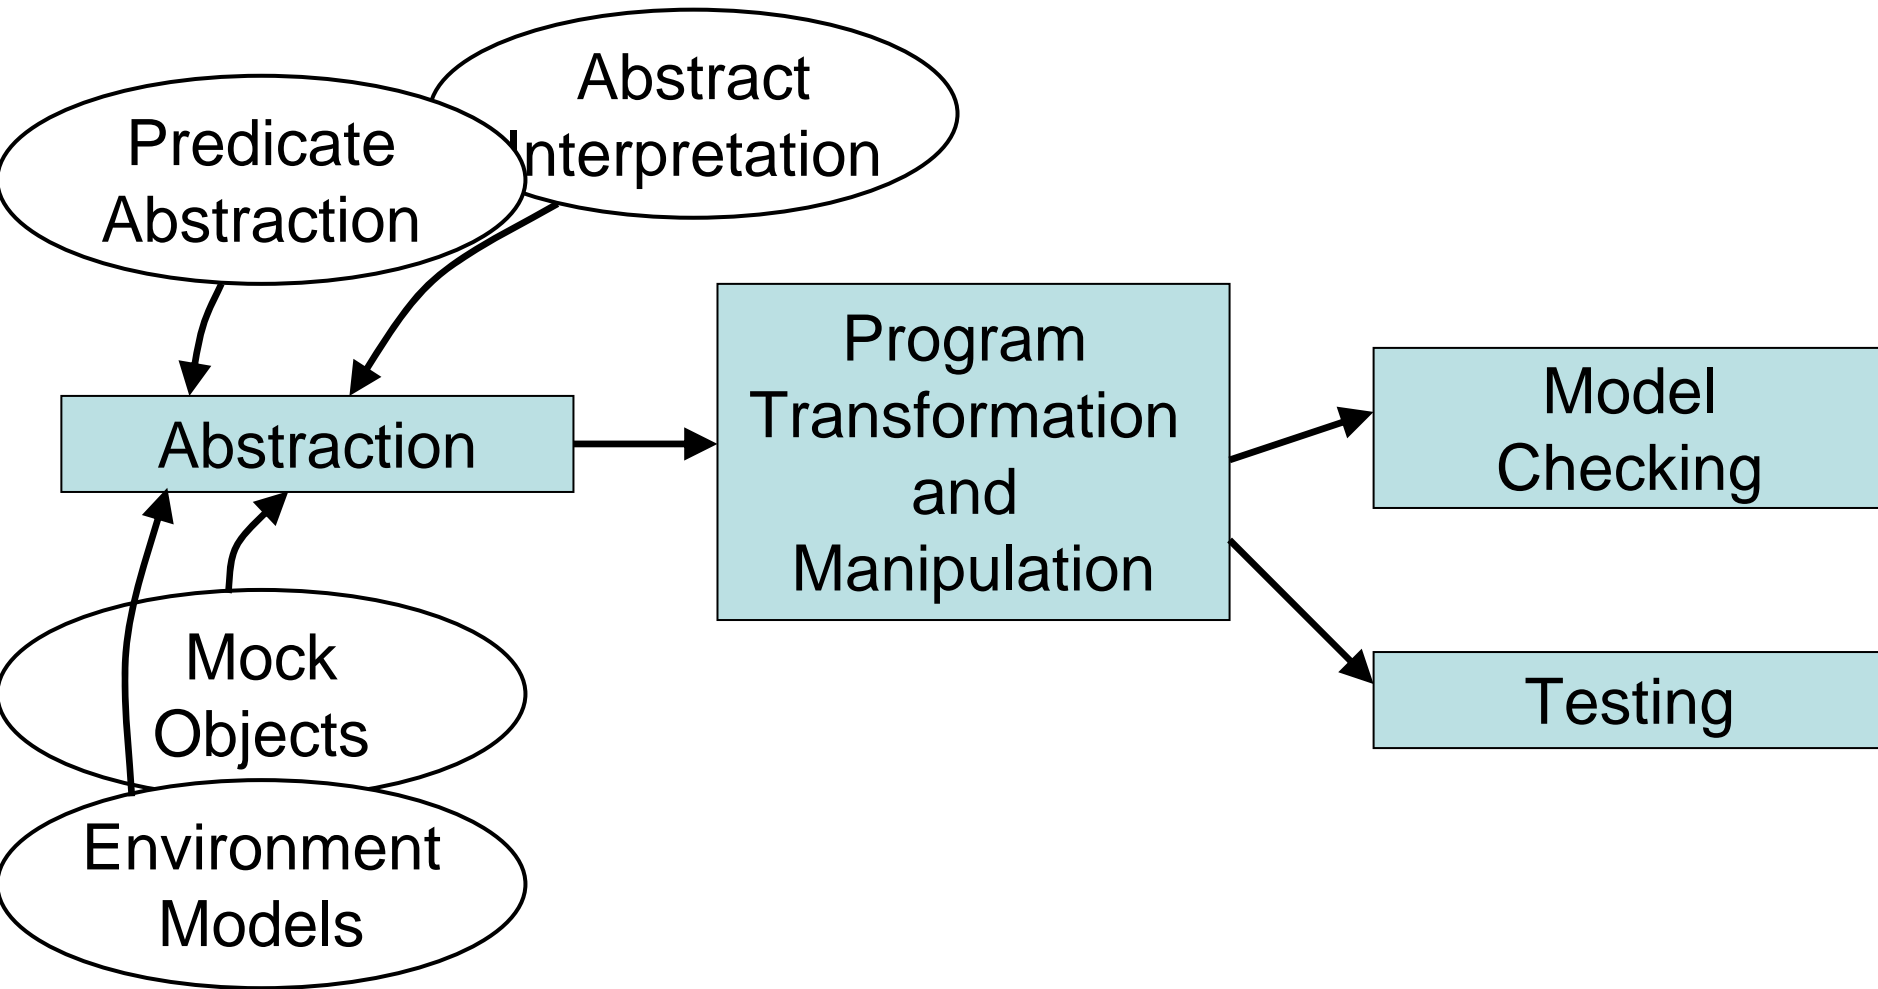 Abstract
Interpretation
Predicate
Abstraction
Abstraction
Program
Transformation
and
Manipulation
Model
Checking
Testing
Mock
Objects
Environment
Models